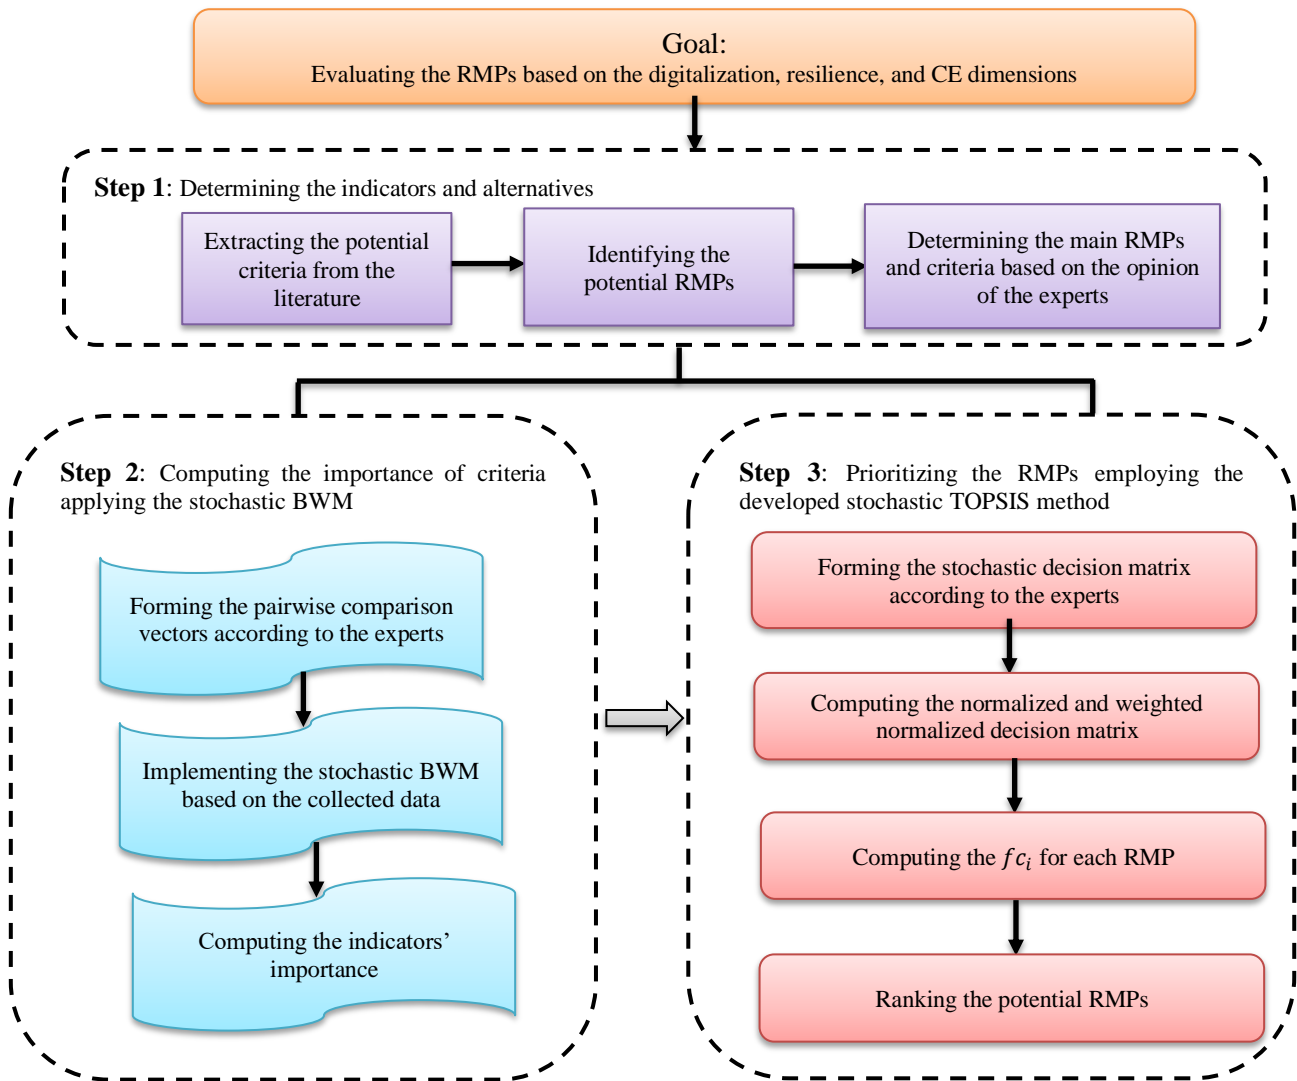 Goal:
Evaluating the RMPs based on the digitalization, resilience, and CE dimensions
Step 1: Determining the indicators and alternatives
Extracting the potential
criteria from the
literature
Identifying the
potential RMPs
Determining the main RMPs
and criteria based on the opinion
of the experts
Step 2: Computing the importance of criteria
applying the stochastic BWM
Forming the pairwise comparison
vectors according to the experts
Implementing the stochastic BWM
based on the collected data
Computing the indicators’
importance
Step 3: Prioritizing the RMPs employing the
developed stochastic TOPSIS method
Forming the stochastic decision matrix
according to the experts
Computing the normalized and weighted
normalized decision matrix
Computing the 𝑓𝑐𝑖 for each RMP
Ranking the potential RMPs